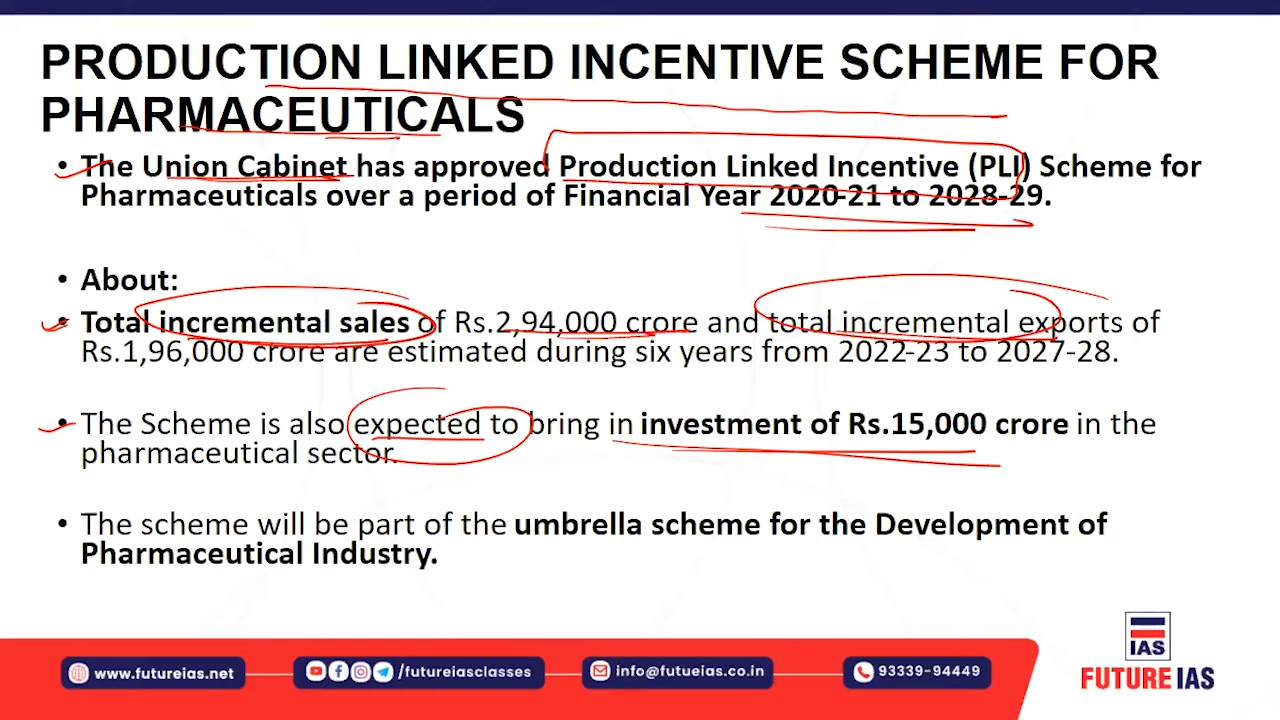 PRODUCTION LINKED INCENTIVE SCHEME FOR
PHARMACEUTICALS
• The Union Cabinet has approved Production Linked Incentive (PLI) Scheme for
Pharmaceuticals over a period of Financial Year 2020-21 to 2028-29.
• About:
• Total incremental sales of Rs.2,94,000 crore and total incremental exports of
Rs.1,96,000 crore are estimated during six years from 2022-23 to 2027-28.
• The Scheme is also expected to bring in investment of Rs.15,000 crore in the
pharmaceutical sector.
• The scheme will be part of the umbrella scheme for the Development of
Pharmaceutical Industry.
IAS
www.futureias.net
/futureiasclasses
info@futueias.co.in
93339-94449
FUTURE IAS